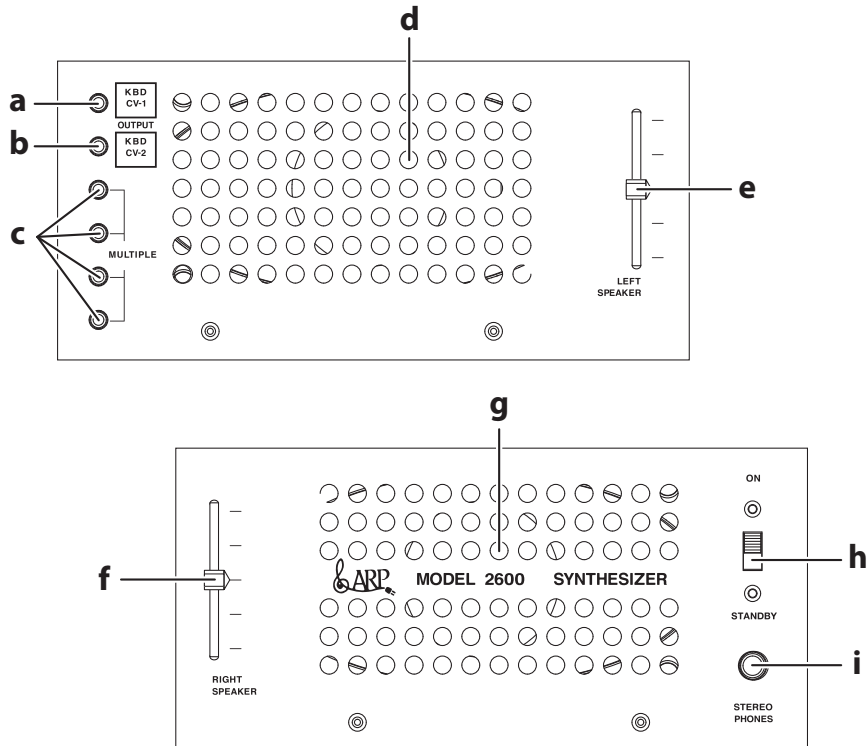 d
a
KBD
CV-1
OUTPUT
b
KBD
CV-2
c
MULTIPLE
e
LEFT
SPEAKER
g
ON
f
ARP MODEL 2600 SYNTHESIZER
h
STANDBY
i
RIGHT
SPEAKER
STEREO
PHONES